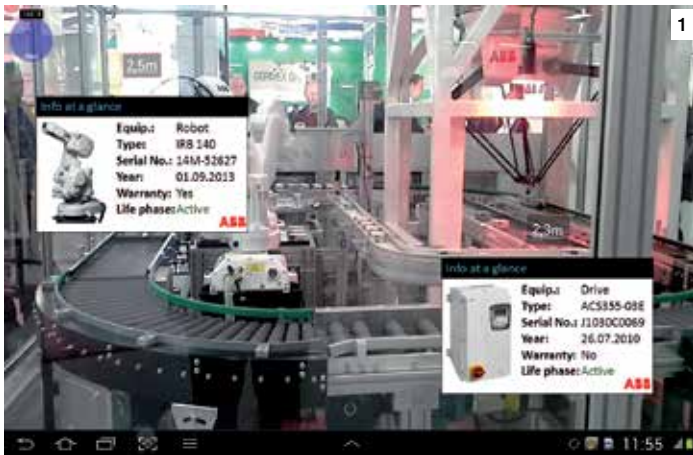 1
2,5m
ABB
Info at a glance
Equip.: Robot
Type: IRB 140
Serial No.: 14M-52627
Year: 01.09.2013
Warranty: Yes
Life phase: Active
ABB
2,3m
Info at a glance
Equip.: Drive
Type: ACS355-03E
Serial No.: J1030C0069
Year: 26.07.2010
Warranty: No
Life phase: Active
ABB
11:55